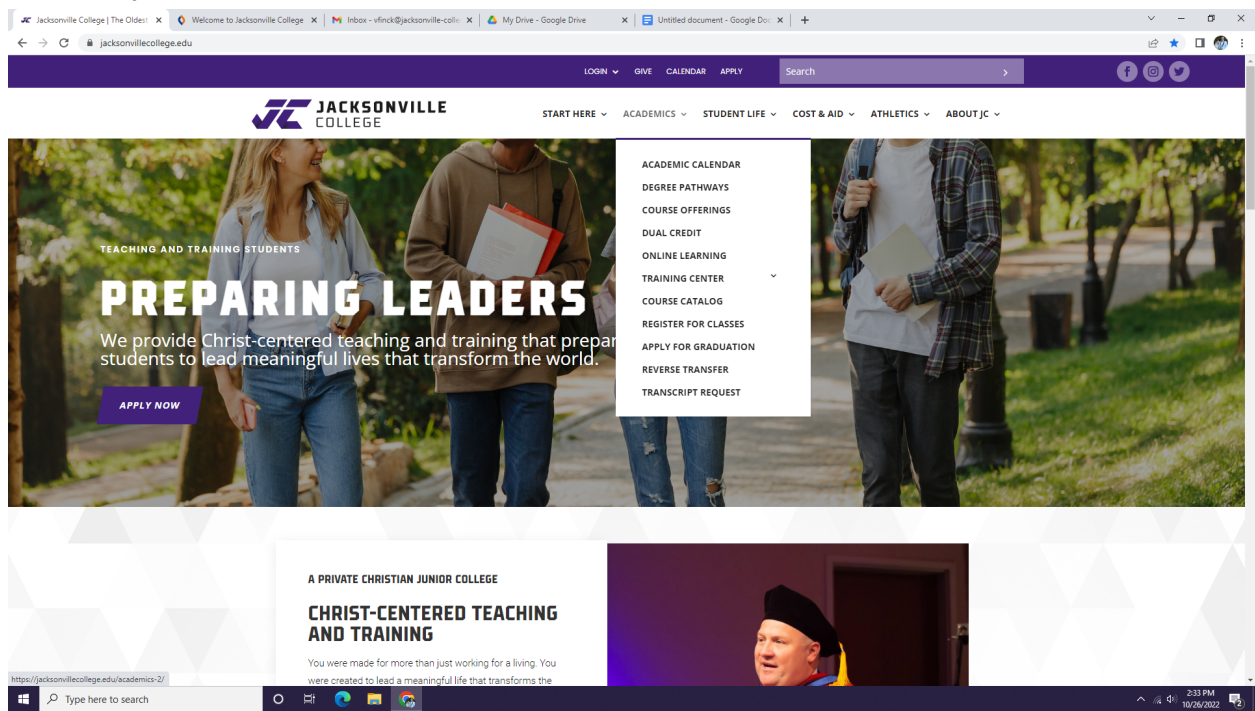 Jacksonville College | The Oldest
Welcome to Jacksonville College
Inbox - vfinck@jacksonville-colle
My Drive - Google Drive
Untitled document - Google Doc
jacksonvillecollege.edu
LOGIN GIVE CALENDAR APPLY Search
JC JACKSONVILLE
COLLEGE
START HERE ACADEMICS STUDENT LIFE COST & AID ATHLETICS ABOUT JC
ACADEMIC CALENDAR
DEGREE PATHWAYS
COURSE OFFERINGS
DUAL CREDIT
ONLINE LEARNING
TRAINING CENTER
COURSE CATALOG
REGISTER FOR CLASSES
APPLY FOR GRADUATION
REVERSE TRANSFER
TRANSCRIPT REQUEST
TEACHING AND TRAINING STUDENTS
PREPARING LEADERS
We provide Christ-centered teaching and training that prepar
students to lead meaningful lives that transform the world.
APPLY NOW
A PRIVATE CHRISTIAN JUNIOR COLLEGE
CHRIST-CENTERED TEACHING
AND TRAINING
You were made for more than just working for a living. You
were created to lead a meaningful life that transforms the
https://jacksonvillecollege.edu/academics-2/
Type here to search
2:33 PM
10/26/2022
2